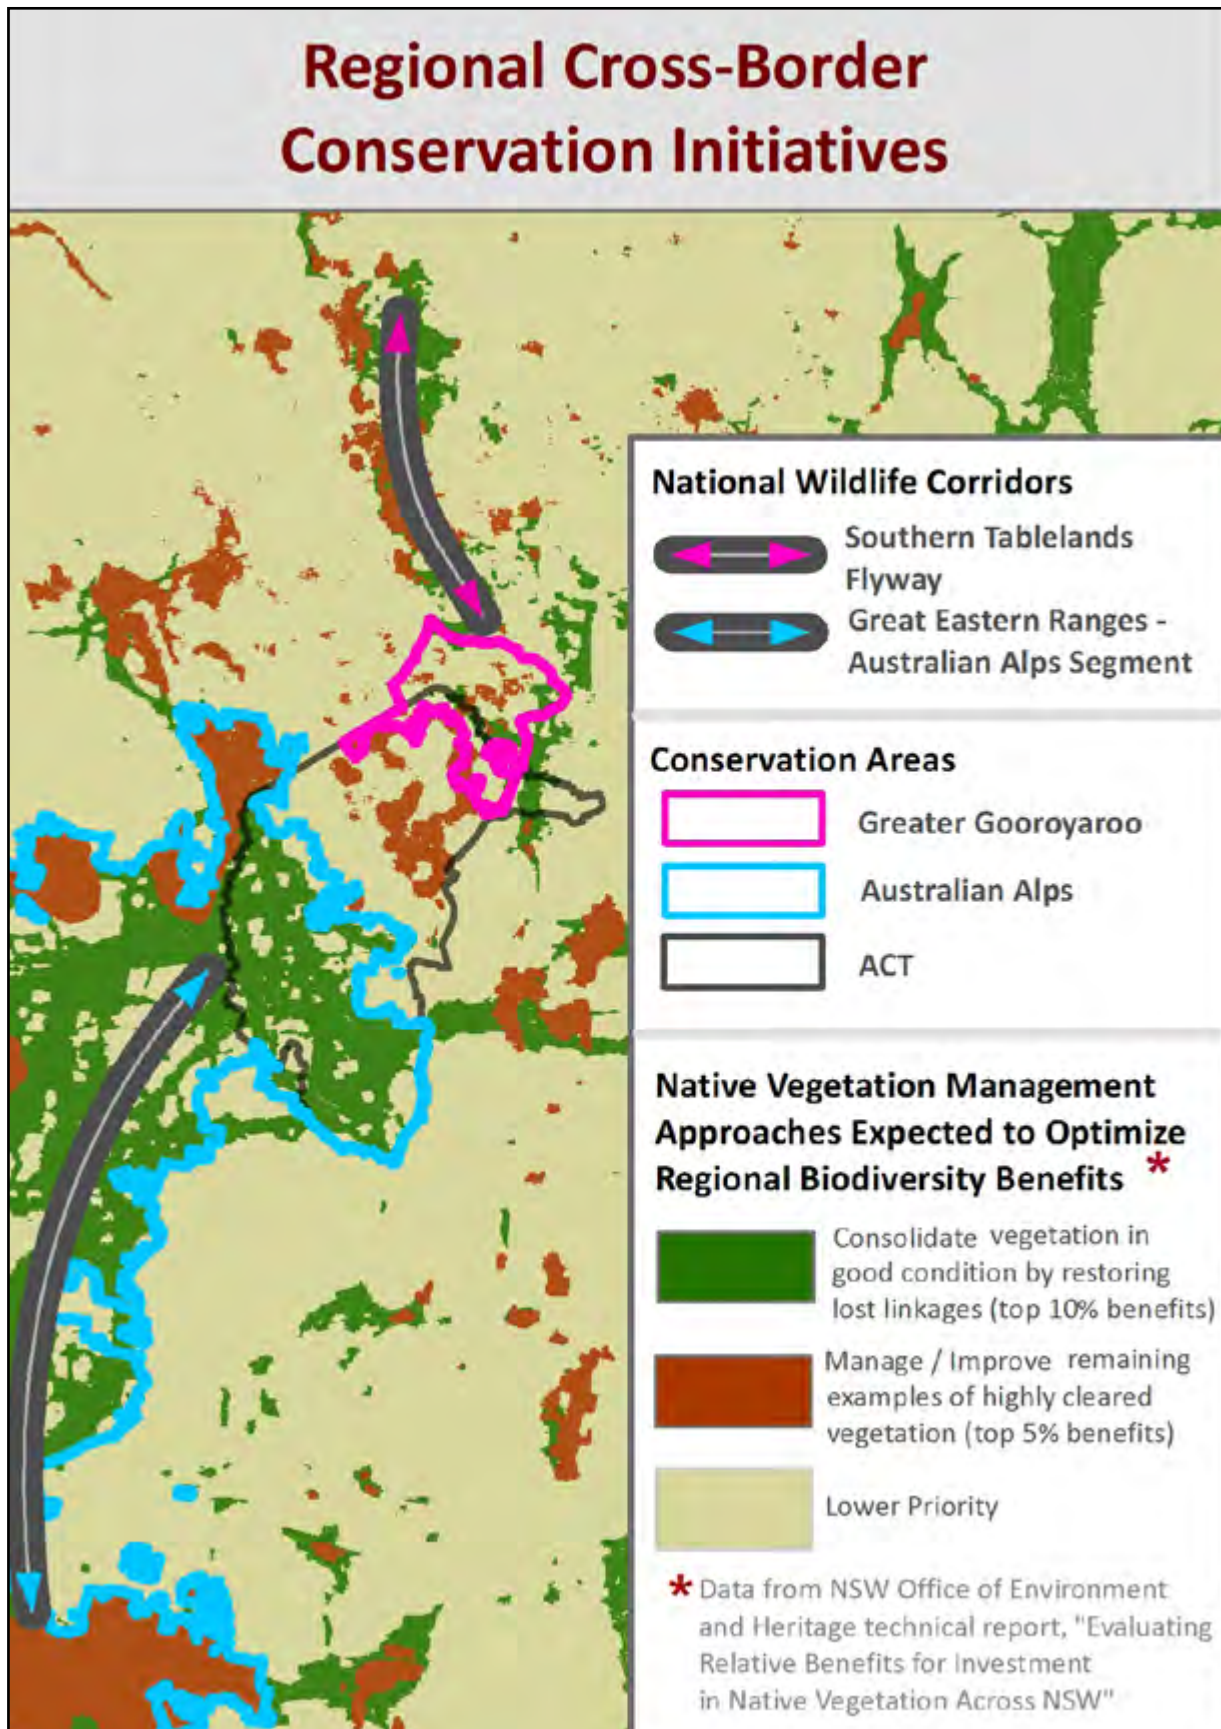 Regional Cross-Border
Conservation Initiatives
National Wildlife Corridors
Southern Tablelands
Flyway
Great Eastern Ranges -
Australian Alps Segment
Conservation Areas
Greater Gooroyaroo
Australian Alps
ACT
Native Vegetation Management
Approaches Expected to Optimize
Regional Biodiversity Benefits *
Consolidate vegetation in
good condition by restoring
lost linkages (top 10% benefits)
Manage / Improve remaining
examples of highly cleared
vegetation (top 5% benefits)
Lower Priority
* Data from NSW Office of Environment
and Heritage technical report, "Evaluating
Relative Benefits for Investment
in Native Vegetation Across NSW"